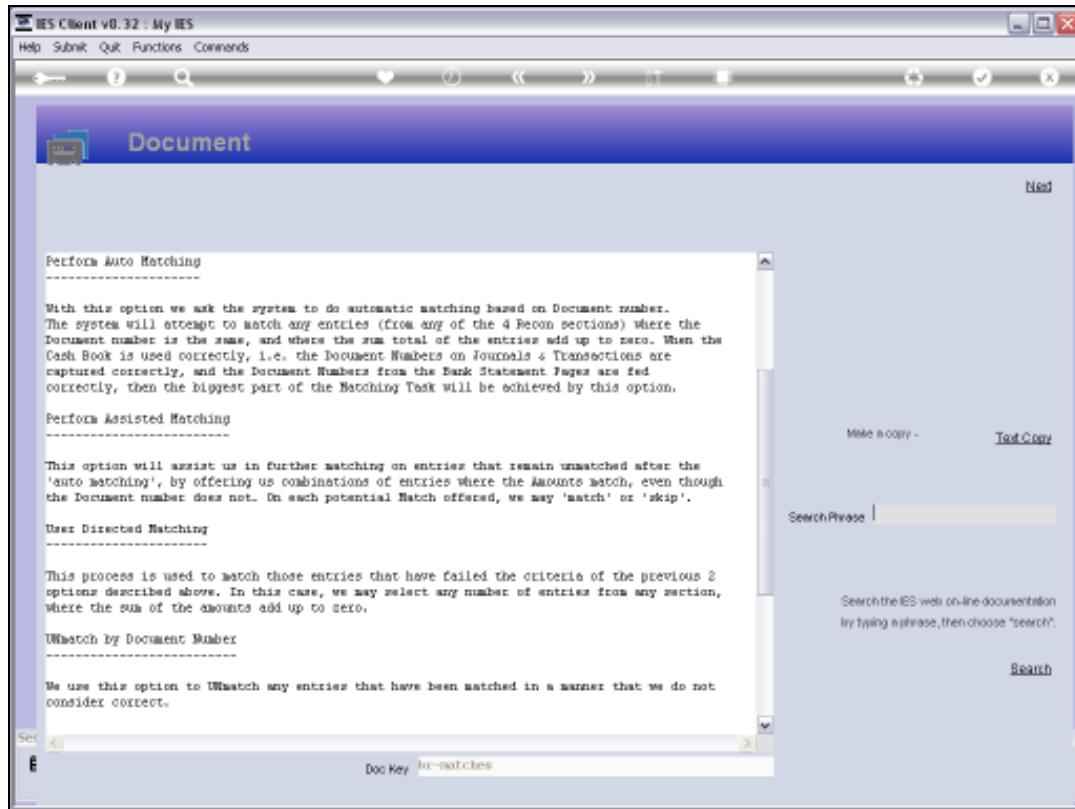 IES Client v8.32 : My IES
Help Submit Quit Functions Commands
Document
Next
Perform Auto Matching
---------------------
With this option we ask the system to do automatic matching based on Document number.
The system will attempt to match any entries (from any of the 4 Recon sections) where the
Document number is the same, and where the sum total of the entries add up to zero. When the
Cash Book is used correctly, i.e. the Document Numbers on Journals & Transactions are
captured correctly, and the Document Numbers from the Bank Statement Pages are fed
correctly, then the biggest part of the Matching Task will be achieved by this option.
Perform Assisted Matching
-------------------------
This option will assist us in further matching on entries that remain unmatched after the
'auto matching', by offering us combinations of entries where the Amounts match, even though
the Document number does not. On each potential Match offered, we may 'match' or 'skip'.
User Directed Matching
----------------------
This process is used to match those entries that have failed the criteria of the previous 2
options described above. In this case, we may select any number of entries from any section,
where the sum of the amounts add up to zero.
UNmatch by Document Number
--------------------------
We use this option to UNmatch any entries that have been matched in a manner that we do not
consider correct.
Make a copy -
Text Copy
Search Phrase
Search the IES web on-line documentation
by typing a phrase, then choose "search".
Search
Doc Key br-matches